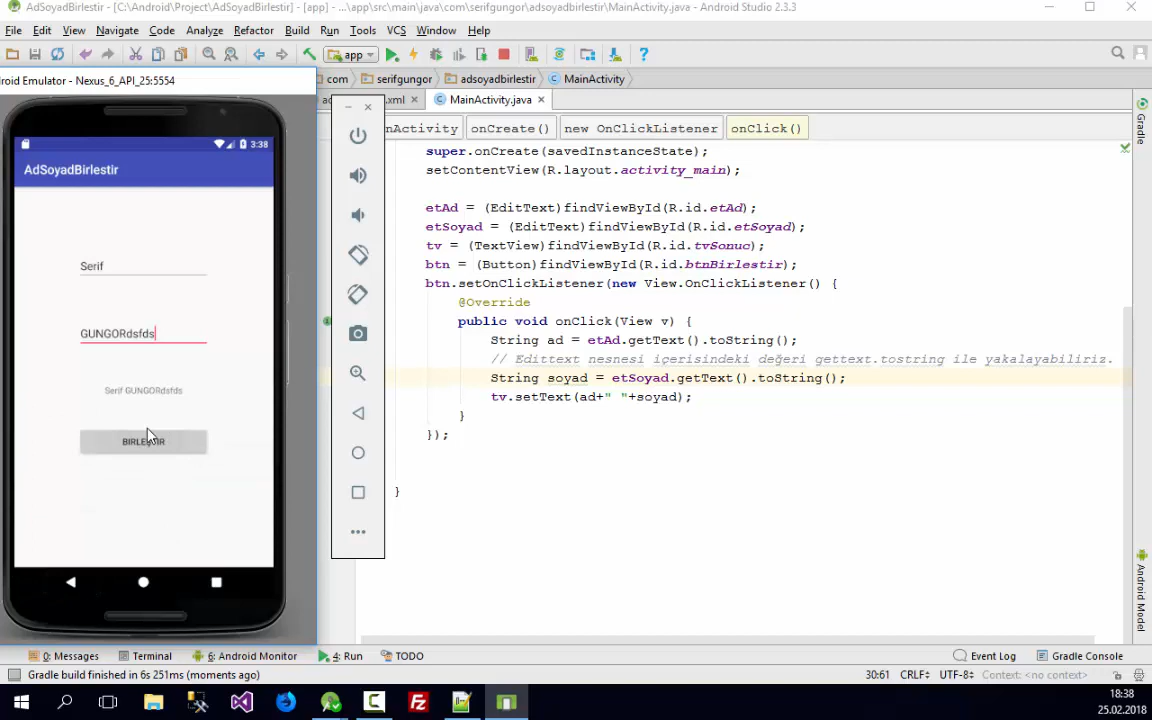 AdSoyadBirlestir - [C:\Android\Project\AdSoyadBirlestir] - [app] - ...\app\src\main\java\com\serifgungor\adsoyadbirlestir\MainActivity.java - Android Studio 2.3.3
File Edit View Navigate Code Analyze Refactor Build Run Tools VCS Window Help
app
roid Emulator - Nexus_6_API_25:5554
com serifgungor adsoyadbirlestir MainActivity
.xml MainActivity.java
nActivity onCreate() new OnClickListener onClick()
3:38
AdSoyadBirlestir
Serif
GUNGORdsfds
Serif GUNGORdsfds
BIRLESTIR
super.onCreate(savedInstanceState);
setContentView(R.layout.activity_main);
etAd = (EditText)findViewById(R.id.etAd);
etSoyad = (EditText)findViewById(R.id.etSoyad);
tv = (TextView)findViewById(R.id.tvSonuc);
btn = (Button)findViewById(R.id.btnBirlestir);
btn.setOnClickListener(new View.OnClickListener() {
@Override
public void onClick(View v) {
String ad = etAd.getText().toString();
// Edittext nesnesi içerisindeki değeri gettext.tostring ile yakalayabiliriz.
String soyad = etSoyad.getText().toString();
tv.setText(ad+" "+soyad);
}
});
}
Gradle
Android Model
0: Messages Terminal 6: Android Monitor 4: Run TODO Event Log Gradle Console
Gradle build finished in 6s 251ms (moments ago) 30:61 CRLF÷ UTF-8÷ Context: <no context>
18:38
25.02.2018